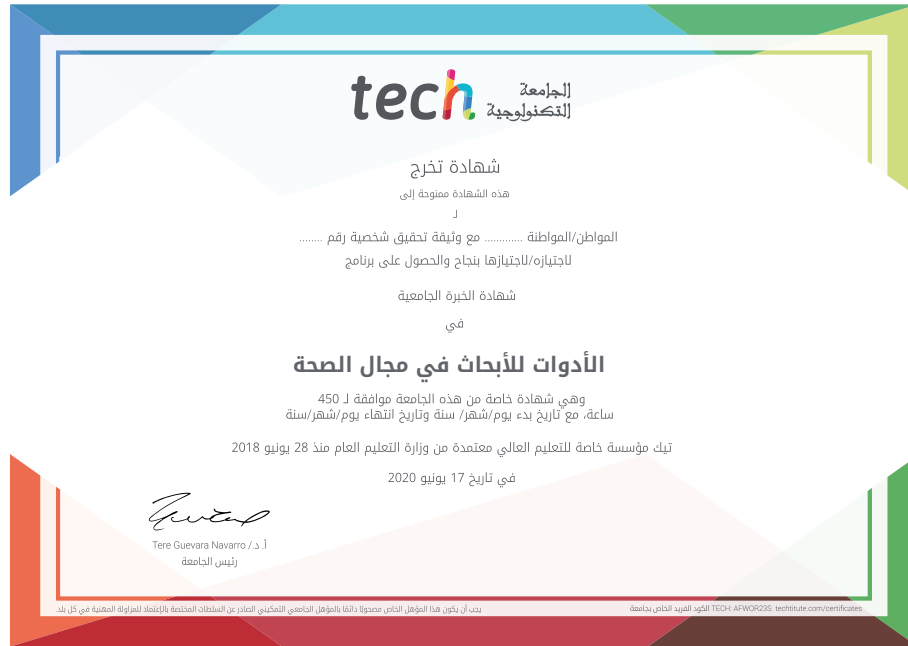 tech الجامعة
التكنولوجية
شهادة تخرج
هذه الشهادة ممنوحة إلى
لـ
المواطن/المواطنة ............. مع وثيقة تحقيق شخصية رقم ........
لاجتيازه/لاجتيازها بنجاح والحصول على برنامج
شهادة الخبرة الجامعية
في
الأدوات للأبحاث في مجال الصحة
وهي شهادة خاصة من هذه الجامعة موافقة لـ 450
ساعة، مع تاريخ بدء يوم/شهر/ سنة وتاريخ انتهاء يوم/شهر/سنة
تيك مؤسسة خاصة للتعليم العالي معتمدة من وزارة التعليم العام منذ 28 يونيو 2018
في تاريخ 17 يونيو 2020
أ. د./ Tere Guevara Navarro
رئيس الجامعة
يجب أن يكون هذا المؤهل الخاص مصحوبًا دائمًا بالمؤهل الجامعي التمكيني الصادر عن السلطات المختصة بالإعتماد للمزاولة المهنية في كل بلد.
الكود الفريد الخاص بجامعة TECH: AFWOR23S techtitute.com/certificates